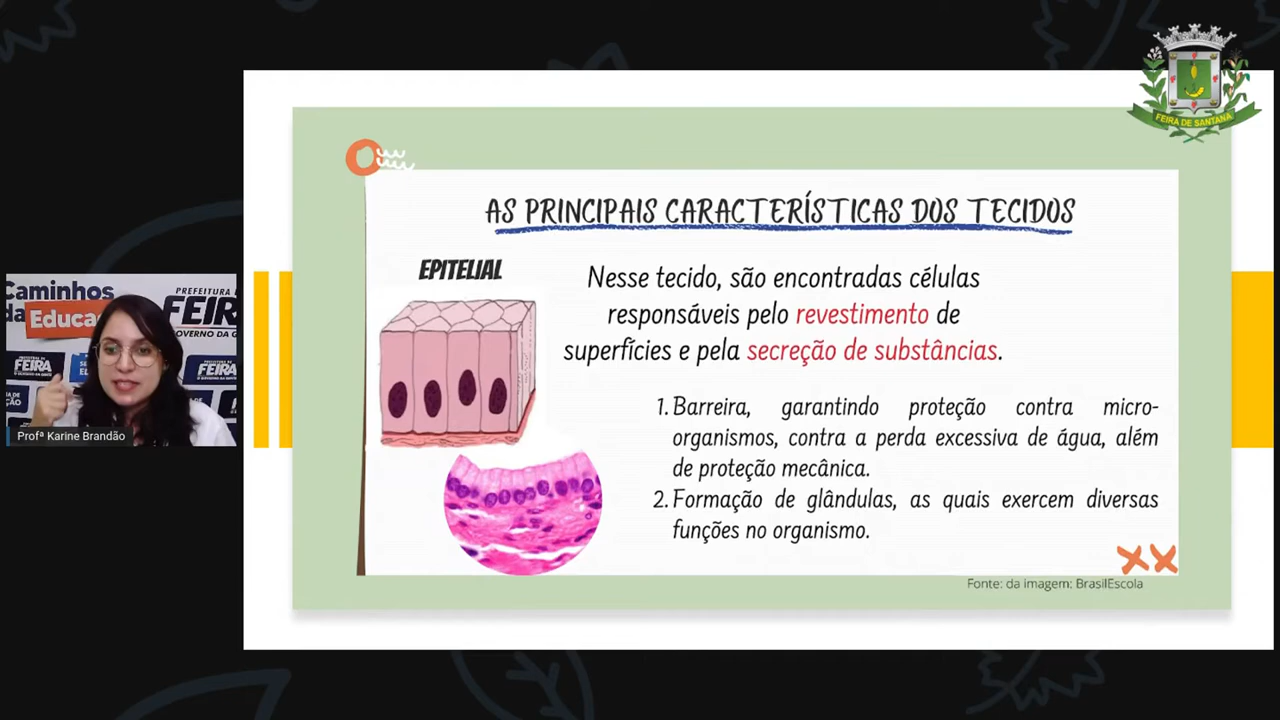 FEIRA DE SANTANA
AS PRINCIPAIS CARACTERÍSTICAS DOS TECIDOS
EPITELIAL
Nesse tecido, são encontradas células
responsáveis pelo revestimento de
superfícies e pela secreção de substâncias.
1. Barreira, garantindo proteção contra micro-
organismos, contra a perda excessiva de água, além
de proteção mecânica.
2. Formação de glândulas, as quais exercem diversas
funções no organismo.
Fonte: da imagem: BrasilEscola
Caminhos
da Educa
PREFEITURA D
FEIR
GOVERNO DA G
FEIRA
FEIRA
Profª Karine Brandão